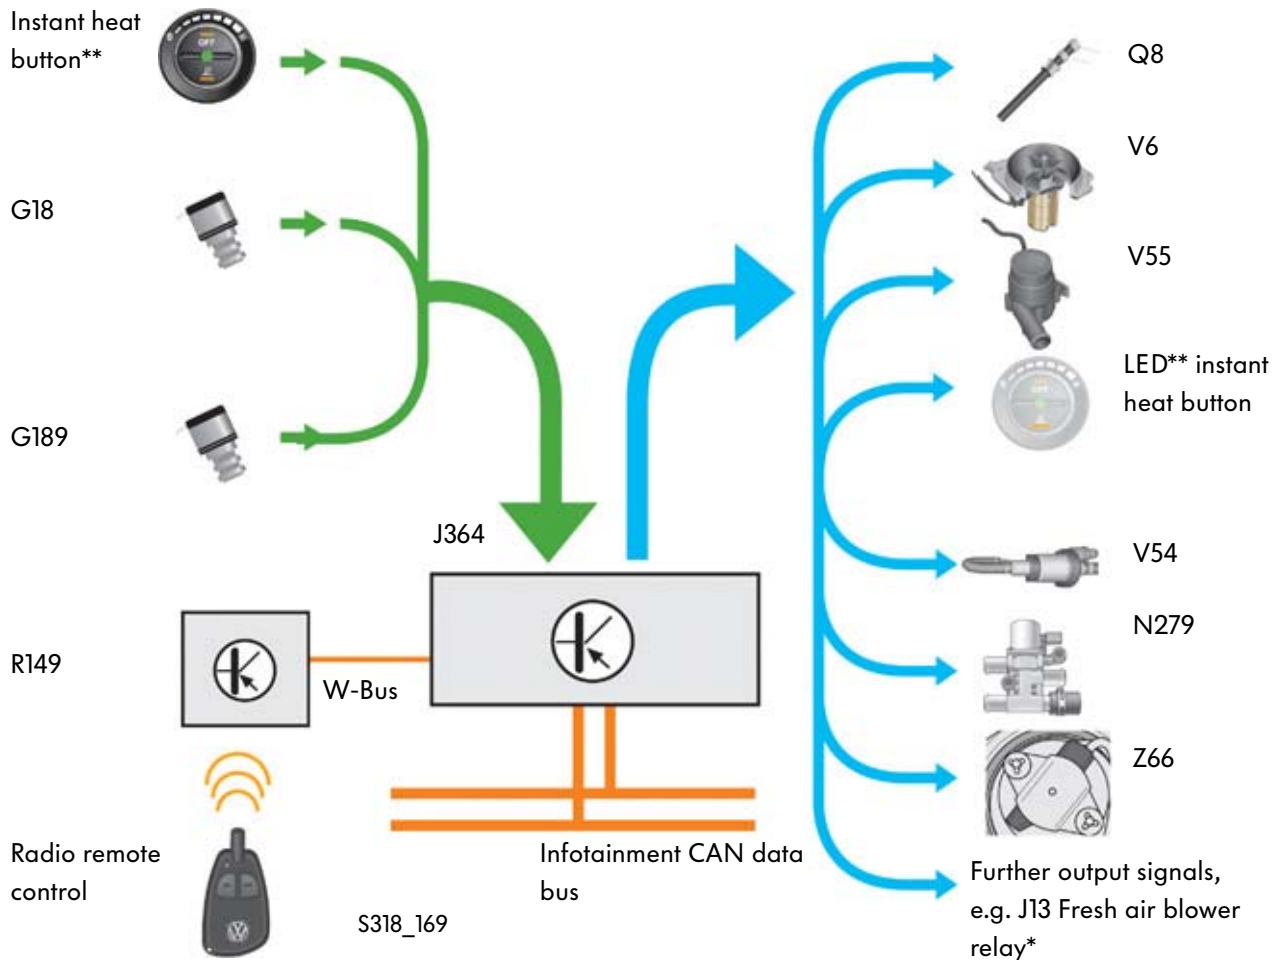 Instant heat
button**
G18
G189
J364
R149
W-Bus
Radio remote
control
Infotainment CAN data
bus
S318_169
Q8
V6
V55
LED** instant
heat button
V54
N279
Z66
Further output signals,
e.g. J13 Fresh air blower
relay*
OFF